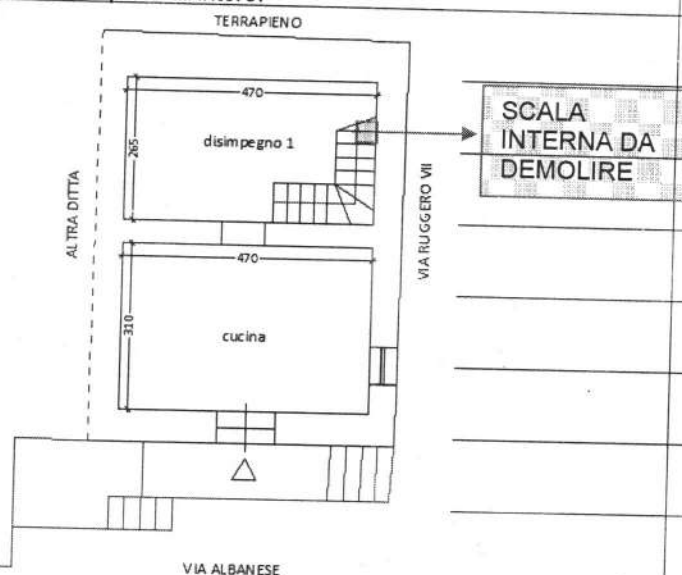 TERRAPIENO
470
265
disimpegno 1
SCALA
INTERNA DA
DEMOLIRE
ALTRA DITTA
VIA RUGGERO VII
470
310
cucina
VIA ALBANESE